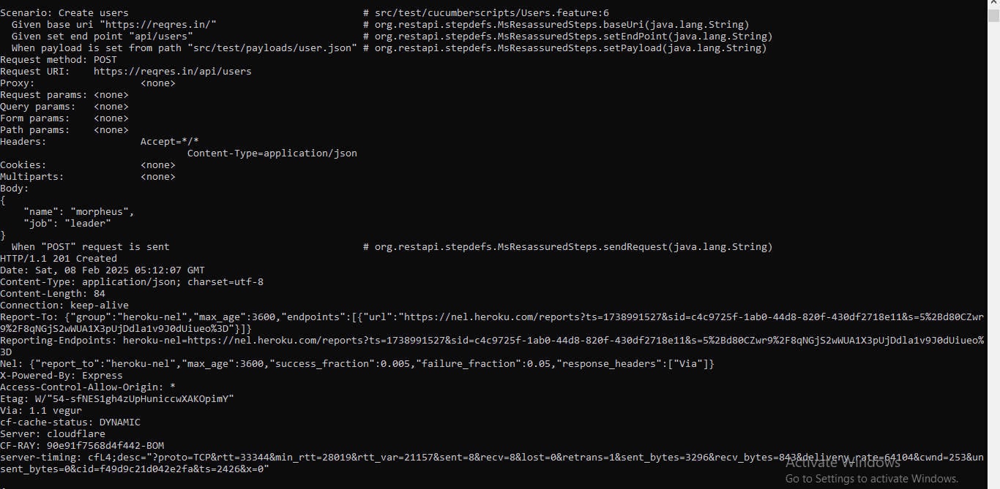 Scenario: Create users # src/test/cucumberscripts/Users.feature:6
Given base uri "https://reqres.in/" # org.restapi.stepdefs.MsResassuredSteps.baseUri(java.lang.String)
Given set end point "api/users" # org.restapi.stepdefs.MsResassuredSteps.setEndPoint(java.lang.String)
When payload is set from path "src/test/payloads/user.json" # org.restapi.stepdefs.MsResassuredSteps.setPayload(java.lang.String)
Request method: POST
Request URI: https://reqres.in/api/users
Proxy: <none>
Request params: <none>
Query params: <none>
Form params: <none>
Path params: <none>
Headers: Accept=*/*
Content-Type=application/json
Cookies: <none>
Multiparts: <none>
Body:
{
"name": "morpheus",
"job": "leader"
}
When "POST" request is sent # org.restapi.stepdefs.MsResassuredSteps.sendRequest(java.lang.String)
HTTP/1.1 201 Created
Date: Sat, 08 Feb 2025 05:12:07 GMT
Content-Type: application/json; charset=utf-8
Content-Length: 84
Connection: keep-alive
Report-To: {"group":"heroku-nel","max_age":3600,"endpoints":[{"url":"https://nel.heroku.com/reports?ts=1738991527&sid=c4c9725f-1ab0-44d8-820f-430df2718e11&s=5%2Bd80CZwr
9%2F8qNGjS2wWUA1X3pUjDdla1v9J0dUiueo%3D"}]}
Reporting-Endpoints: heroku-nel=https://nel.heroku.com/reports?ts=1738991527&sid=c4c9725f-1ab0-44d8-820f-430df2718e11&s=5%2Bd80CZwr9%2F8qNGjS2wWUA1X3pUjDdla1v9J0dUiueo%
3D
Nel: {"report_to":"heroku-nel","max_age":3600,"success_fraction":0.005,"failure_fraction":0.05,"response_headers":["Via"]}
X-Powered-By: Express
Access-Control-Allow-Origin: *
Etag: W/"54-sfNES1gh4zUpHuniccwXAKOpimY"
Via: 1.1 vegur
cf-cache-status: DYNAMIC
Server: cloudflare
CF-RAY: 90e91f7568d4f442-BOM
server-timing: cfL4;desc="?proto=TCP&rtt=33344&min_rtt=28019&rtt_var=21157&sent=8&recv=8&lost=0&retrans=1&sent_bytes=3296&recv_bytes=843&delivery_rate=64104&cwnd=253&un
sent_bytes=0&cid=f49d9c21d042e2fa&ts=2426&x=0"
Activate Windows
Go to Settings to activate Windows.